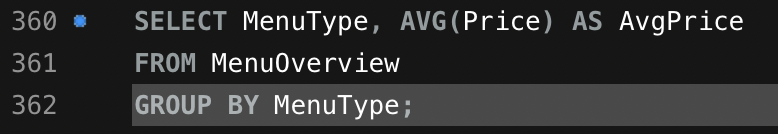 360 SELECT MenuType, AVG(Price) AS AvgPrice
361 FROM MenuOverview
362 GROUP BY MenuType;